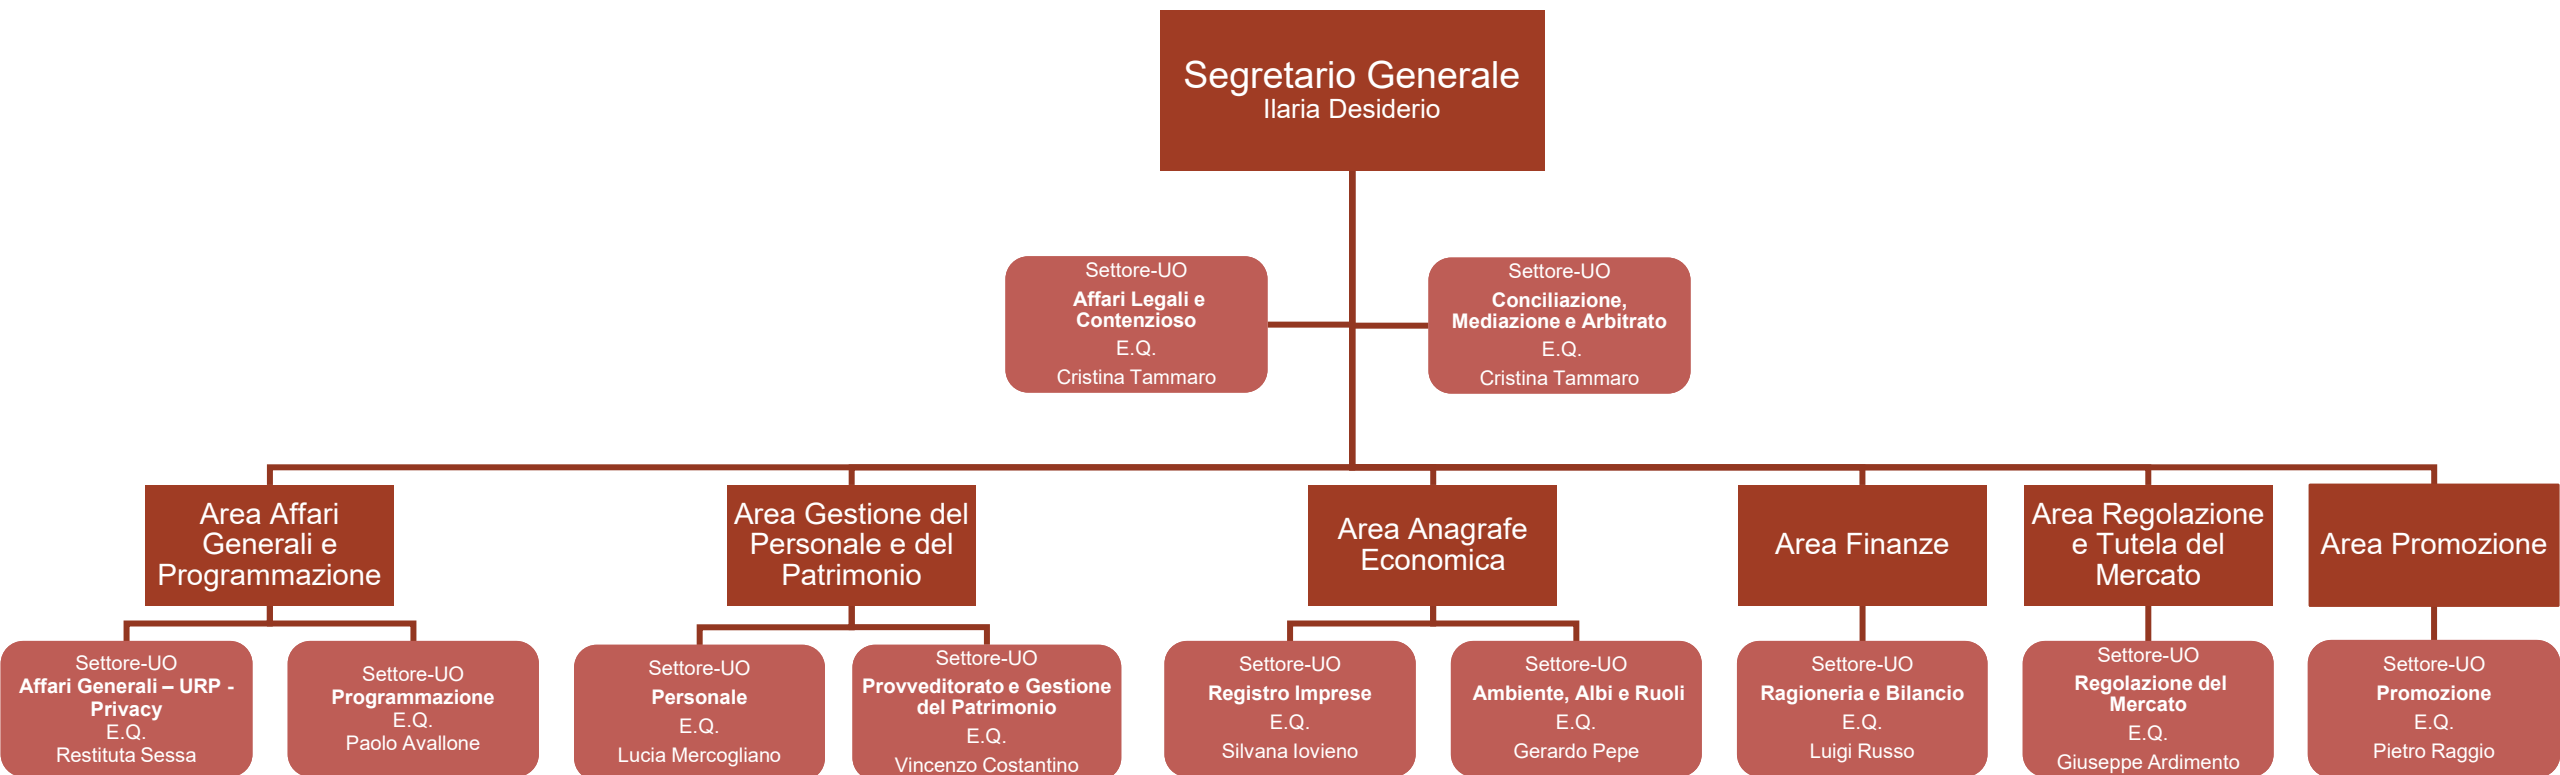 Segretario Generale
Ilaria Desiderio
Settore-UO
Affari Legali e
Contenzioso
E.Q.
Cristina Tammaro
Settore-UO
Conciliazione,
Mediazione e Arbitrato
E.Q.
Cristina Tammaro
Area Affari
Generali e
Programmazione
Area Gestione del
Personale e del
Patrimonio
Area Anagrafe
Economica
Area Finanze
Area Regolazione
e Tutela del
Mercato
Area Promozione
Settore-UO
Affari Generali – URP -
Privacy
E.Q.
Restituta Sessa
Settore-UO
Programmazione
E.Q.
Paolo Avallone
Settore-UO
Personale
E.Q.
Lucia Mercogliano
Settore-UO
Provveditorato e Gestione
del Patrimonio
E.Q.
Vincenzo Costantino
Settore-UO
Registro Imprese
E.Q.
Silvana Iovieno
Settore-UO
Ambiente, Albi e Ruoli
E.Q.
Gerardo Pepe
Settore-UO
Ragioneria e Bilancio
E.Q.
Luigi Russo
Settore-UO
Regolazione del
Mercato
E.Q.
Giuseppe Ardimento
Settore-UO
Promozione
E.Q.
Pietro Raggio